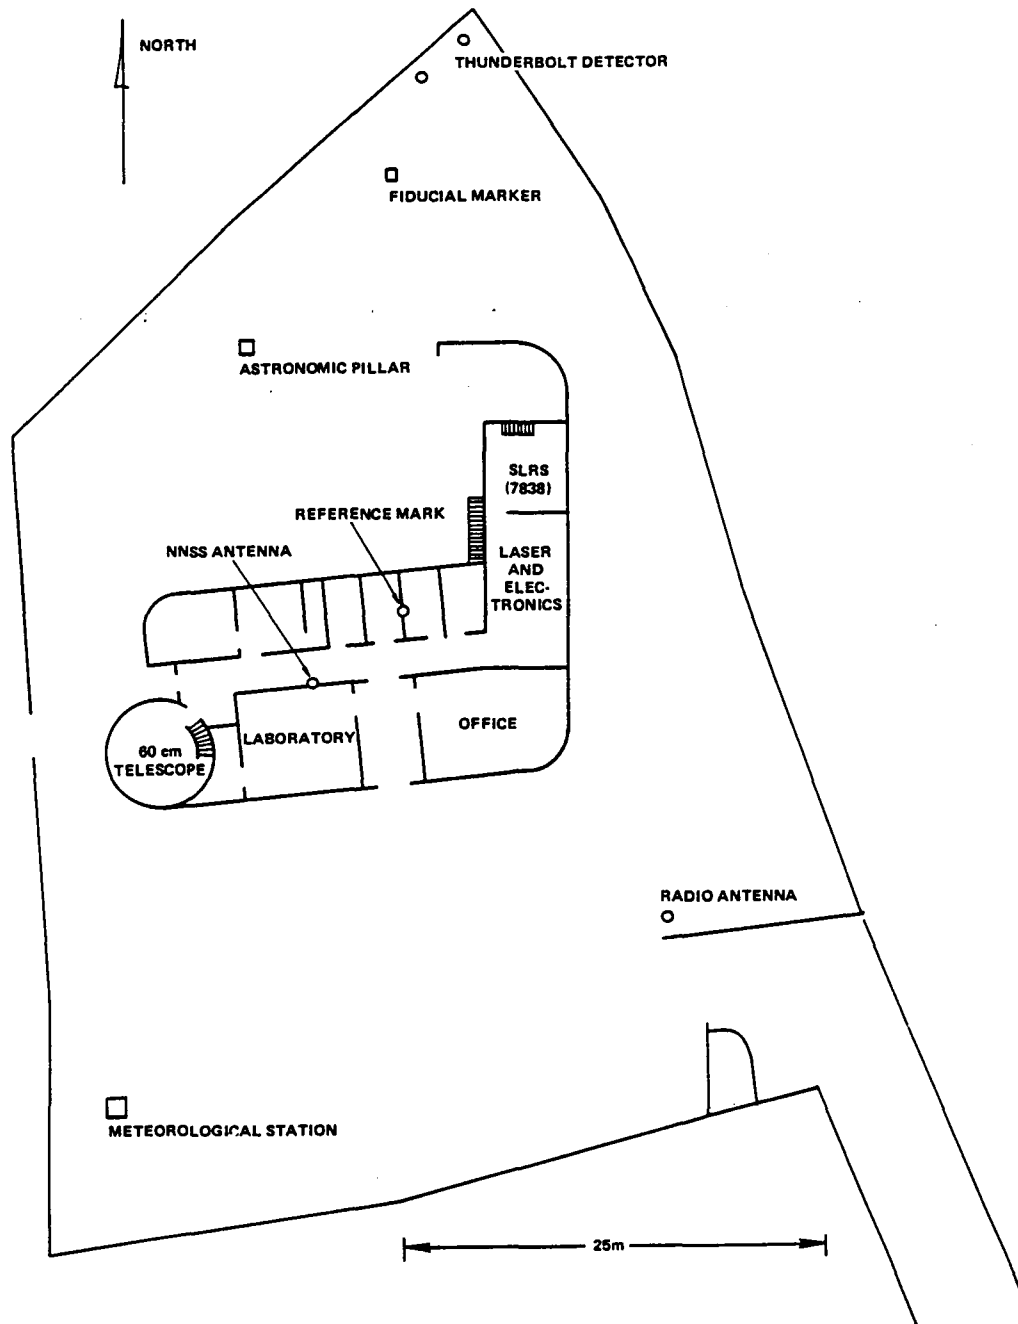 NORTH
THUNDERBOLT DETECTOR
FIDUCIAL MARKER
ASTRONOMIC PILLAR
SLRS
(7838)
REFERENCE MARK
NNSS ANTENNA
LASER
AND
ELEC-
TRONICS
OFFICE
LABORATORY
60 cm
TELESCOPE
RADIO ANTENNA
METEOROLOGICAL STATION
25m